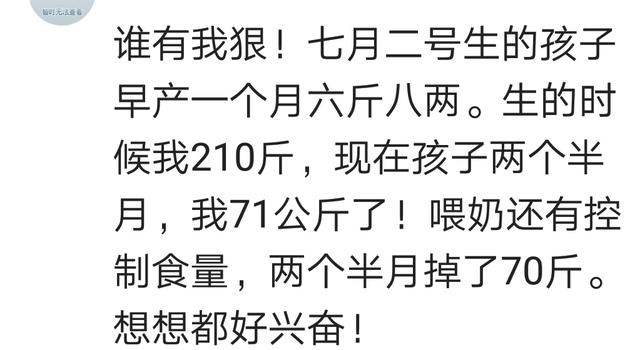 暂时无法查看
谁有我狠！七月二号生的孩子
早产一个月六斤八两。生的时
候我210斤，现在孩子两个半
月，我71公斤了！喂奶还有控
制食量，两个半月掉了70斤。
想想都好兴奋！